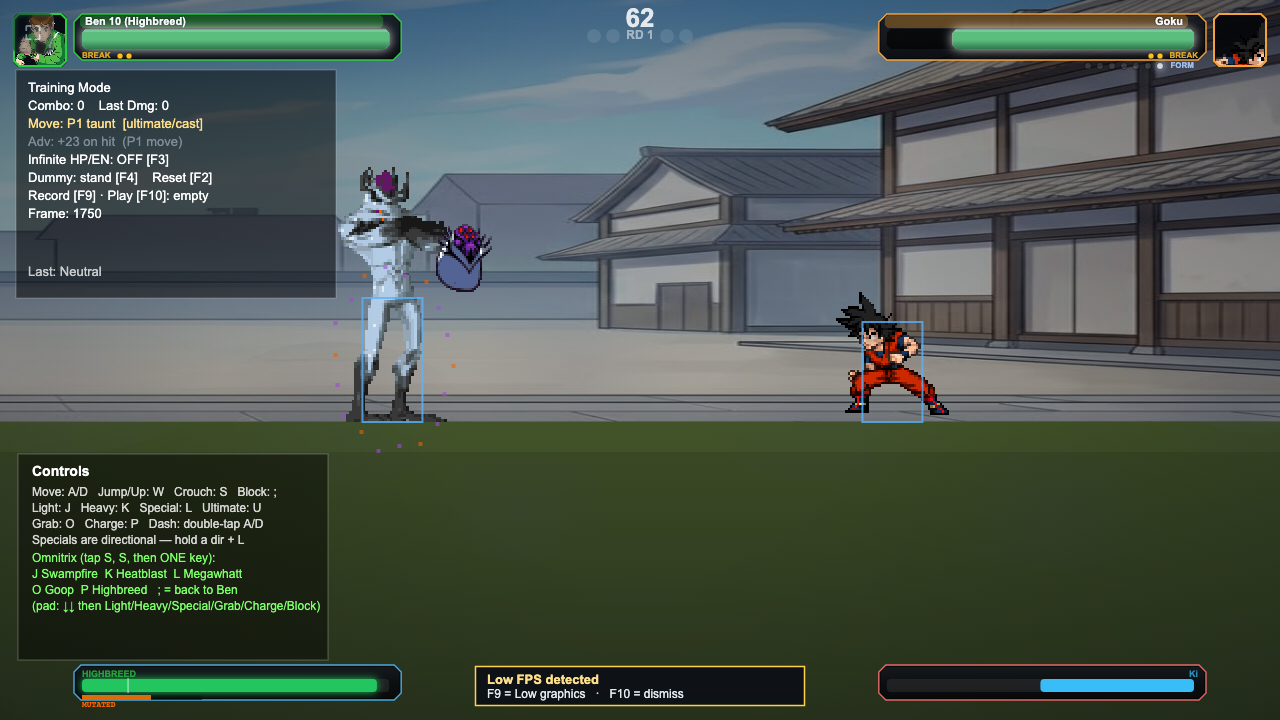 Ben 10 (Highbreed)
BREAK
62
RD 1
Goku
BREAK
FORM
Training Mode
Combo: 0    Last Dmg: 0
Move: P1 taunt  [ultimate/cast]
Adv: +23 on hit  (P1 move)
Infinite HP/EN: OFF [F3]
Dummy: stand [F4]    Reset [F2]
Record [F9] · Play [F10]: empty
Frame: 1750
Last: Neutral
Controls
Move: A/D   Jump/Up: W   Crouch: S   Block: ;
Light: J   Heavy: K   Special: L   Ultimate: U
Grab: O   Charge: P   Dash: double-tap A/D
Specials are directional — hold a dir + L
Omnitrix (tap S, S, then ONE key):
J Swampfire  K Heatblast  L Megawhatt
O Goop  P Highbreed   ; = back to Ben
(pad: ↓↓ then Light/Heavy/Special/Grab/Charge/Block)
HIGHBREED
MUTATED
Low FPS detected
F9 = Low graphics   ·   F10 = dismiss
Ki